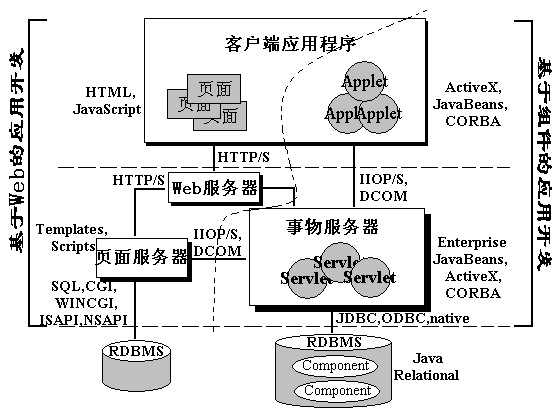 客户端应用程序
页面
页面
页面
Applet
Appl
Applet
HTML,
JavaScript
ActiveX,
JavaBeans,
CORBA
基于Web的应用开发
基于组件的应用开发
HTTP/S
HTTP/S
Web服务器
IIOP/S,
DCOM
Templates,
Scripts
页面服务器
IIOP/S,
DCOM
事物服务器
Servlet
Servlet
Servlet
Enterprise
JavaBeans,
ActiveX,
CORBA
SQL,CGI,
WINCGI,
ISAPI,NSAPI
JDBC,ODBC,native
RDBMS
RDBMS
Component
Component
Java
Relational